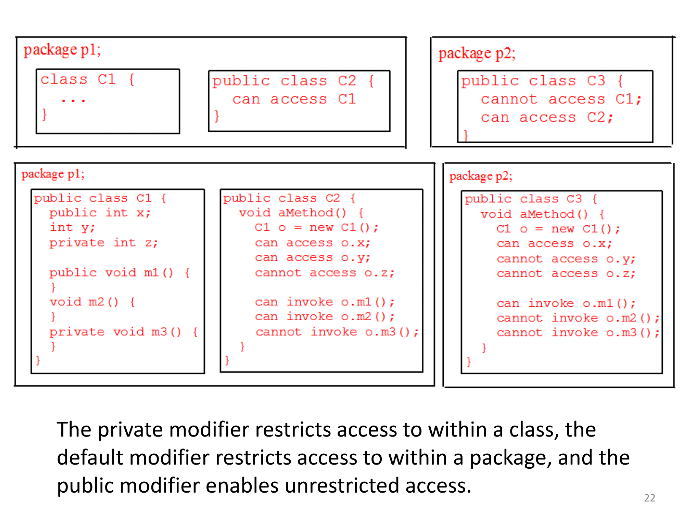 package p1;
class C1 {
...
}
public class C2 {
can access C1
}
package p2;
public class C3 {
cannot access C1;
can access C2;
}
package p1;
public class C1 {
public int x;
int y;
private int z;
public void m1() {
}
void m2() {
}
private void m3() {
}
}
public class C2 {
void aMethod() {
C1 o = new C1();
can access o.x;
can access o.y;
cannot access o.z;
can invoke o.m1();
can invoke o.m2();
cannot invoke o.m3();
}
}
package p2;
public class C3 {
void aMethod() {
C1 o = new C1();
can access o.x;
cannot access o.y;
cannot access o.z;
can invoke o.m1();
cannot invoke o.m2();
cannot invoke o.m3();
}
}
The private modifier restricts access to within a class, the
default modifier restricts access to within a package, and the
public modifier enables unrestricted access.
22